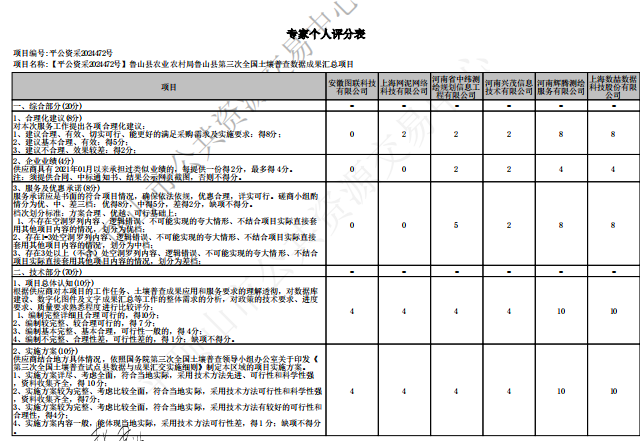 专家个人评分表
项目编号:平公资采2024472号
项目名称:【平公资采2024472号】鲁山县农业农村局鲁山县第三次全国土壤普查数据成果汇总项目
项目 安徽图联科技有限公司 上海网泥网络科技有限公司 河南省中纬测绘规划信息工程有限公司 河南兴茂信息技术有限公司 河南辉腾测绘服务有限公司 上海数喆数据科技股份有限公司
一、综合部分(20分) -- -- -- -- -- --
1、合理化建议(8分)
对本次服务工作提出各项合理化建议:
1、建议合理、有效、切实可行、能更好的满足采购需求及实施要求:得8分;
2、建议基本合理、有效:得5分;
3、建议不合理、效果较差:得2分; 0 2 2 2 8 8
2、企业业绩(4分)
供应商具有2021年01月以来承担过类似业绩的,每提供一份得2分,最多得4分。
注:须提供合同、中标通知书、结果公示网页截图,否则不得分。 0 0 2 2 4 4
3、服务及优惠承诺(8分)
服务承诺应是书面的符合项目情况,确保依法依规,优惠合理,详实可行。磋商小组酌
情分为优、中、差三档:优得8分,中得5分,差得2分,缺项不得分。
档次划分标准:方案合理、优越、可行基础上:
1、不存在空洞罗列内容、逻辑错误、不可能实现的夸大情形、不结合项目实际直接套
用其他项目内容的情况,划分为优档;
2、存在1-3处空洞罗列内容、逻辑错误、不可能实现的夸大情形、不结合项目实际直接
套用其他项目内容的情况,划分为中档;
3、存在3处以上(不含)处空洞罗列内容、逻辑错误、不可能实现的夸大情形、不结合
项目实际直接套用其他项目内容的情况,划分为差档; 0 0 5 2 8 8
二、技术部分(70分) -- -- -- -- -- --
1、项目总体认知(10分)
根据供应商对本项目的工作任务、土壤普查成果应用和服务要求的理解透彻,对数据库
建设、数字化图件及文字成果汇总等工作的整体需求的分析,对政策的技术要求、进度
要求、质量要求熟悉程度进行比较评分:
1、编制完整详细且合理可行的,得10分;
2、编制较完整、较合理可行的,得 7分;
3、编制基本完整、基本合理,可行性一般的,得 4分;
4、编制不完整、合理性差,可行性差的,得 1分;缺项不得分。 4 4 4 4 10 10
2、实施方案(10分)
供应商结合地方具体情况,依照国务院第三次全国土壤普查领导小组办公室关于印发《
第三次全国土壤普查试点县数据与成果汇交实施细则》制定本区域的项目实施方案。
1、实施方案详尽、考虑全面,符合当地实际,采用技术方法先进、可行性和科学性强
,资料收集齐全,得 10分;
2、实施方案较为完整、考虑比较全面,符合当地实际,采用技术方法可行性和科学性强
,资料收集齐全,得7分;
3、实施方案较为完整、考虑比较全面,符合当地实际,采用技术方法有较好的可行性和
合理性,得4分;
4、实施方案内容一般,能体现当地实际,采用技术方法可行性差,得1分;缺项不得分
。 4 4 4 4 10 10